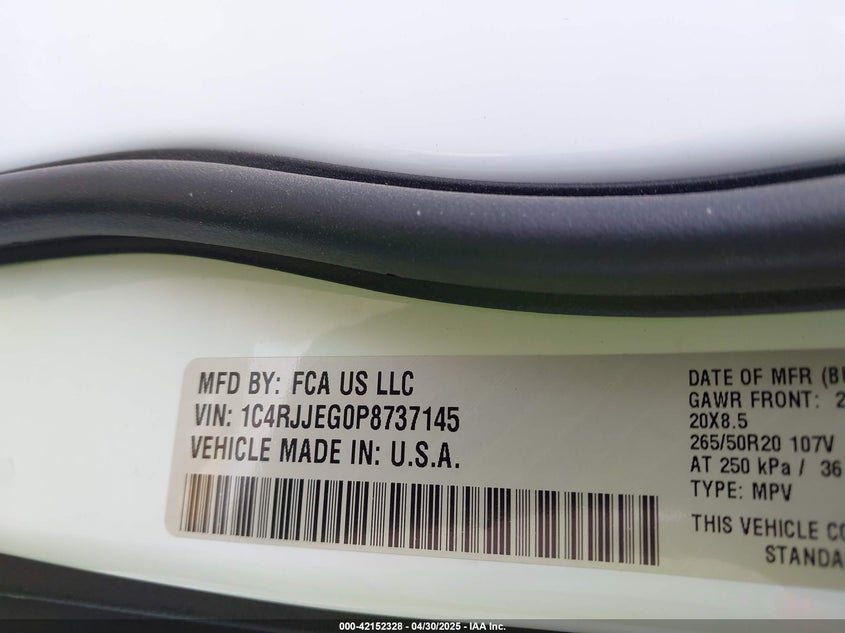 MFD BY: FCA US LLC
VIN: 1C4RJJEG0P8737145
VEHICLE MADE IN: U.S.A.
DATE OF MFR
GAWR FRONT:
20X8.5
265/50R20 107V
AT 250 kPa / 36
TYPE: MPV
THIS VEHICLE
000-42152328 - 04/30/2025 - IAA Inc.